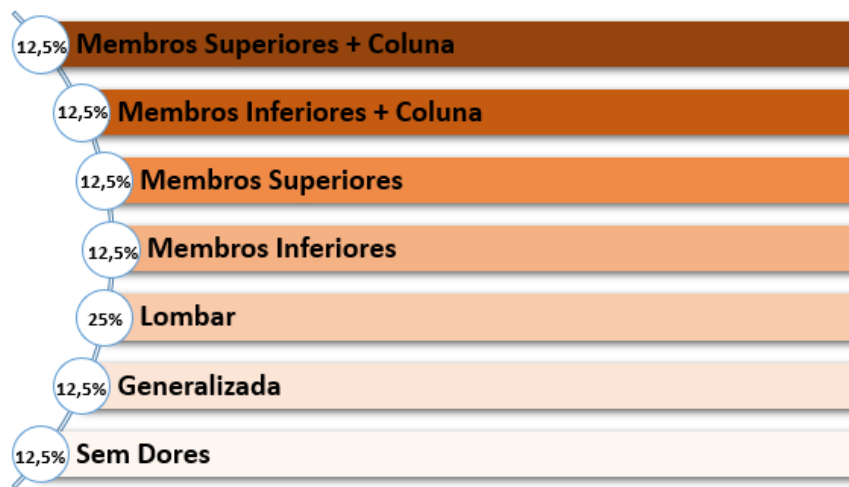 12,5% Membros Superiores + Coluna
12,5% Membros Inferiores + Coluna
12,5% Membros Superiores
12,5% Membros Inferiores
25% Lombar
12,5% Generalizada
12,5% Sem Dores